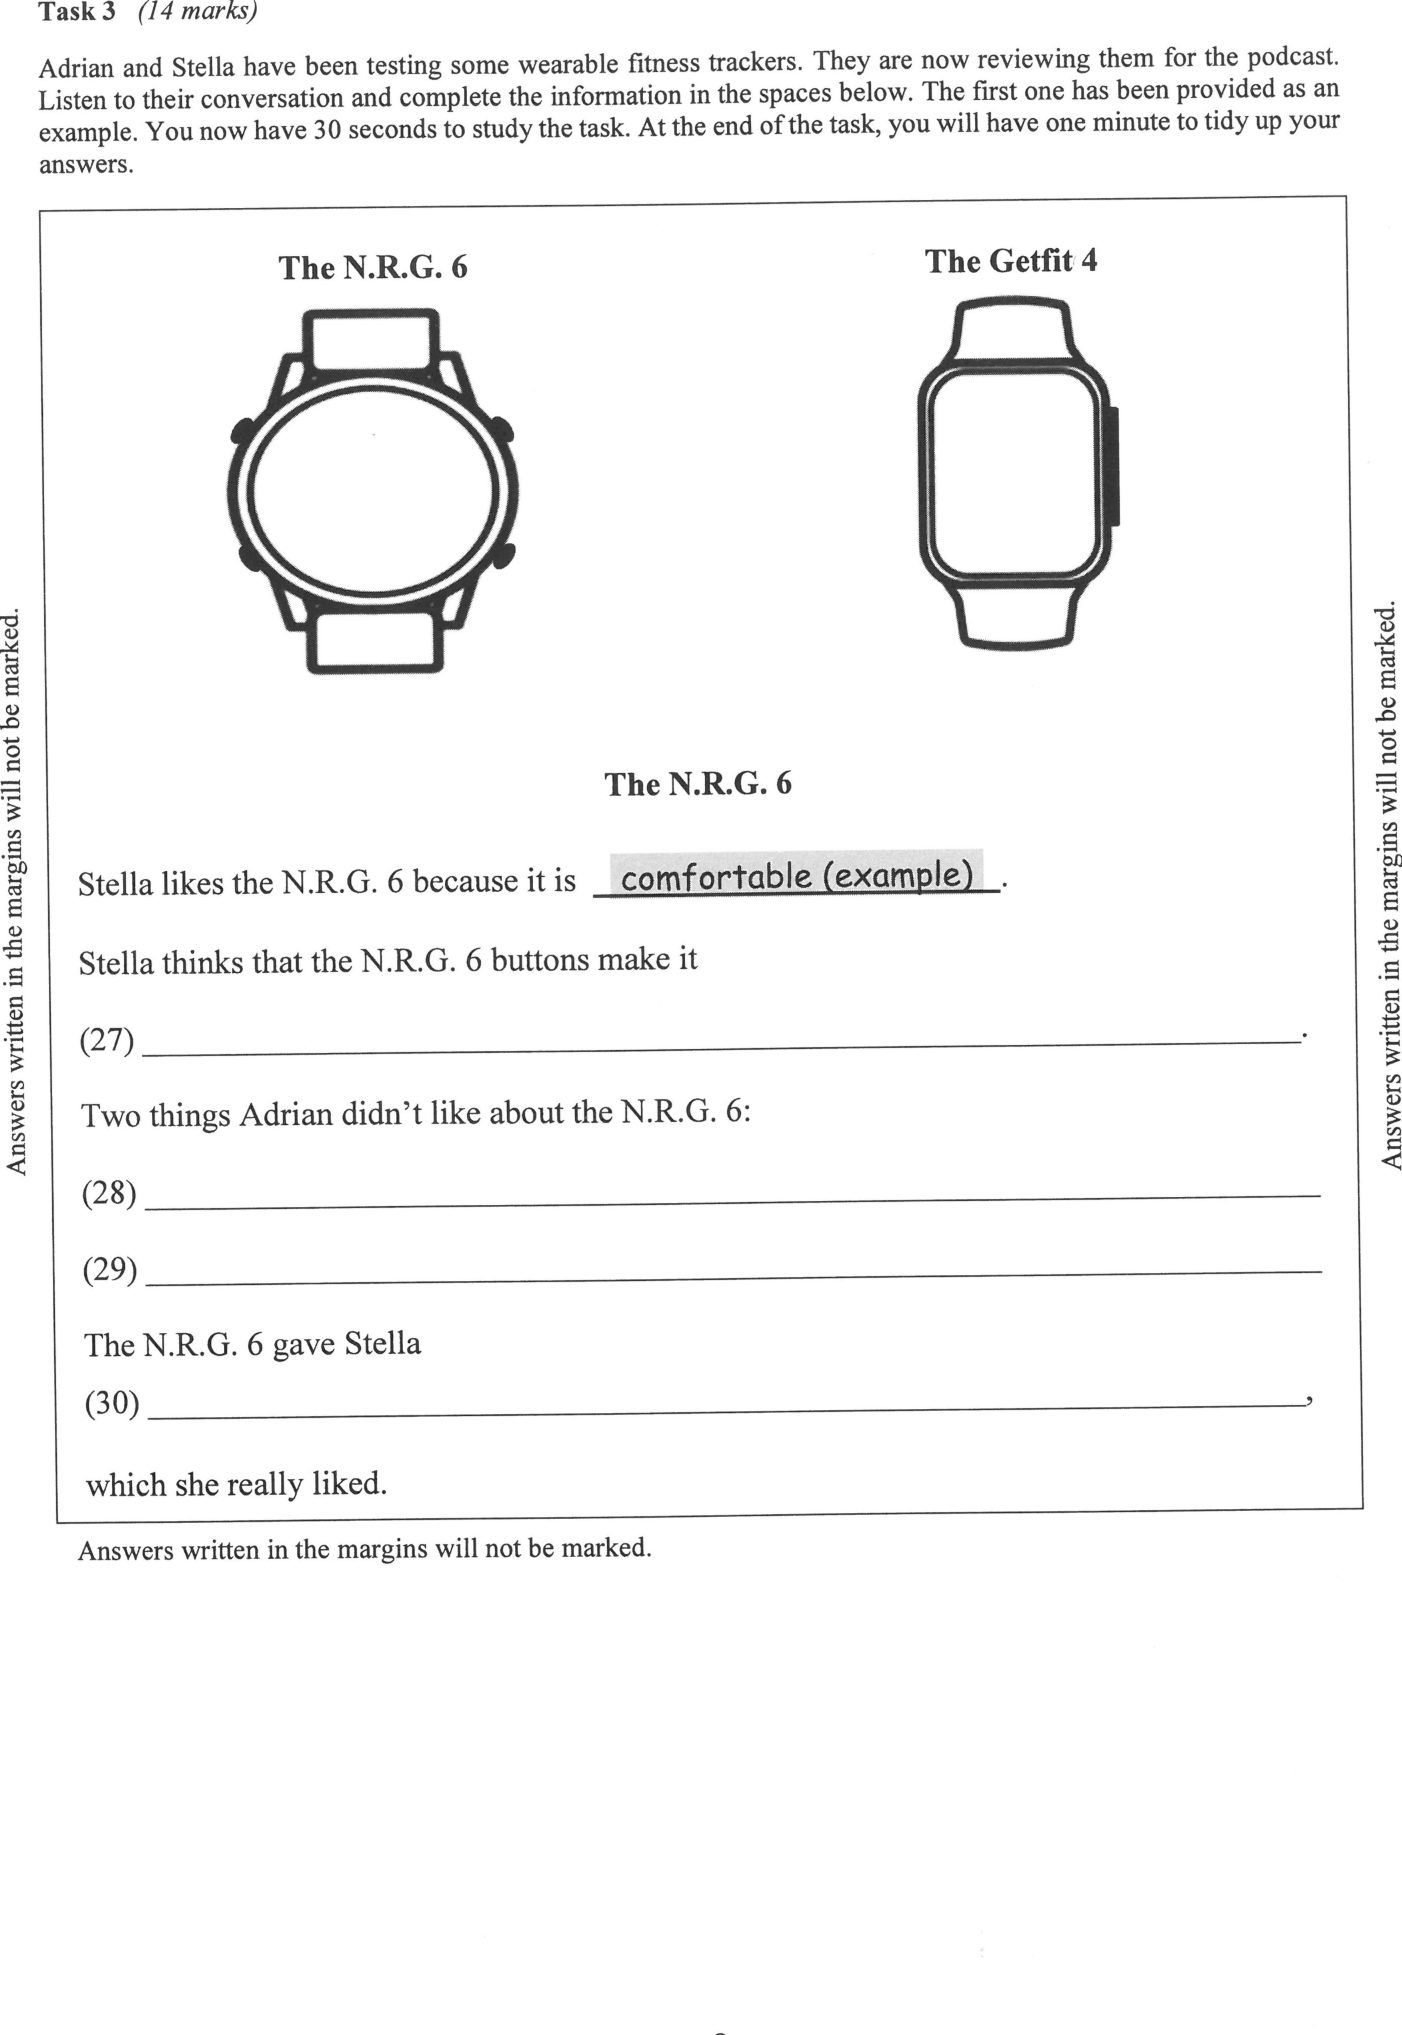 Task 3 (14 marks)
Adrian and Stella have been testing some wearable fitness trackers. They are now reviewing them for the podcast.
Listen to their conversation and complete the information in the spaces below. The first one has been provided as an
example. You now have 30 seconds to study the task. At the end of the task, you will have one minute to tidy up your
answers.
The N.R.G. 6
The Getfit 4
The N.R.G. 6
Stella likes the N.R.G. 6 because it is comfortable (example).
Stella thinks that the N.R.G. 6 buttons make it
(27) .
Two things Adrian didn't like about the N.R.G. 6:
(28)
(29)
The N.R.G. 6 gave Stella
(30) ,
which she really liked.
Answers written in the margins will not be marked.
Answers written in the margins will not be marked.
Answers written in the margins will not be marked.